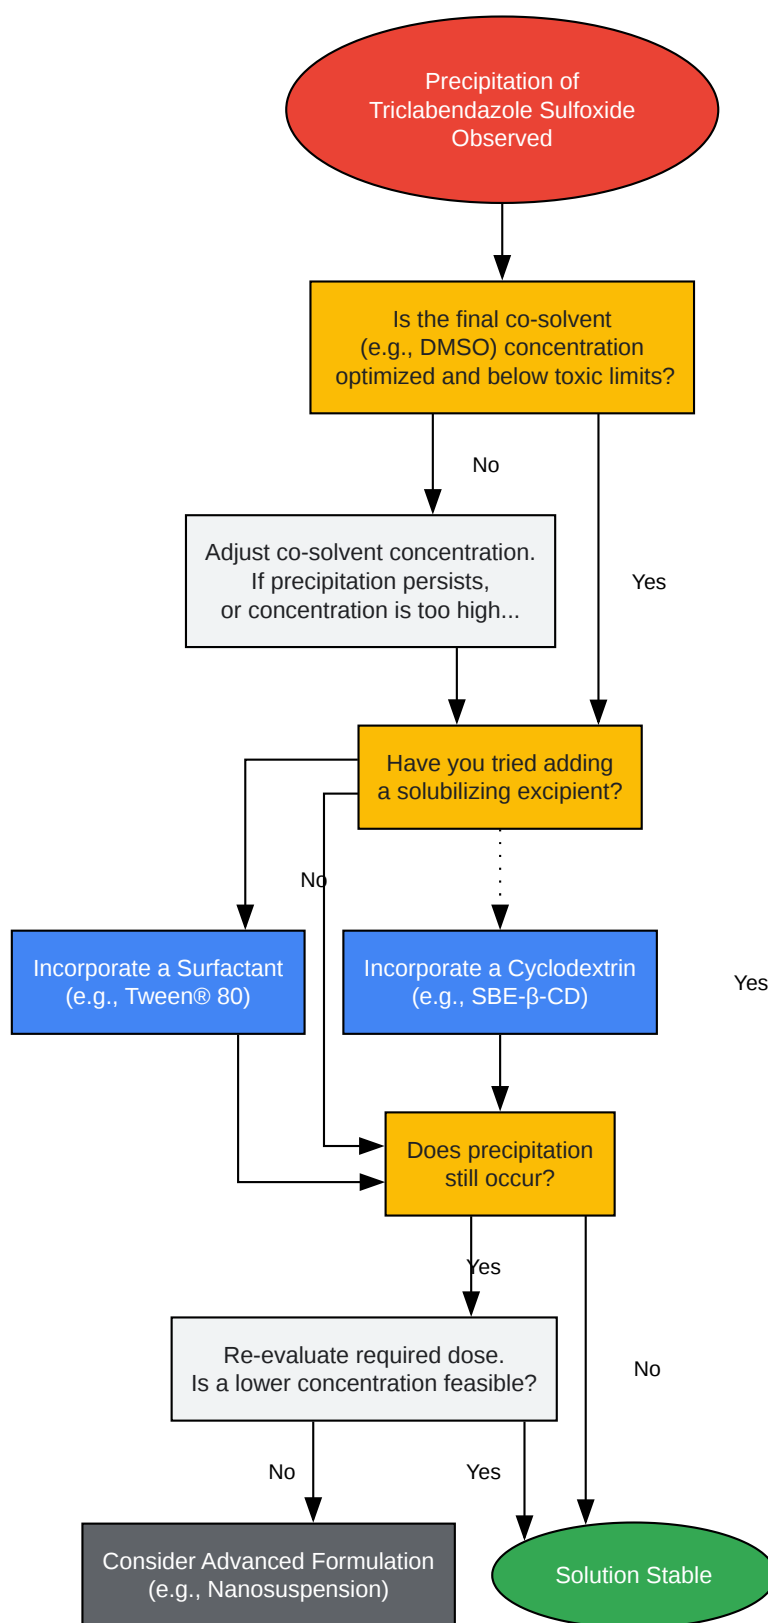 Precipitation of
Triclabendazole Sulfoxide
Observed
Is the final co-solvent
(e.g., DMSO) concentration
optimized and below toxic limits?
No
Adjust co-solvent concentration.
If precipitation persists,
or concentration is too high...
Yes
Have you tried adding
a solubilizing excipient?
No
Incorporate a Surfactant
(e.g., Tween® 80)
Incorporate a Cyclodextrin
(e.g., SBE-β-CD)
Yes
Does precipitation
still occur?
Yes
Re-evaluate required dose.
Is a lower concentration feasible?
No
No
Yes
Consider Advanced Formulation
(e.g., Nanosuspension)
Solution Stable